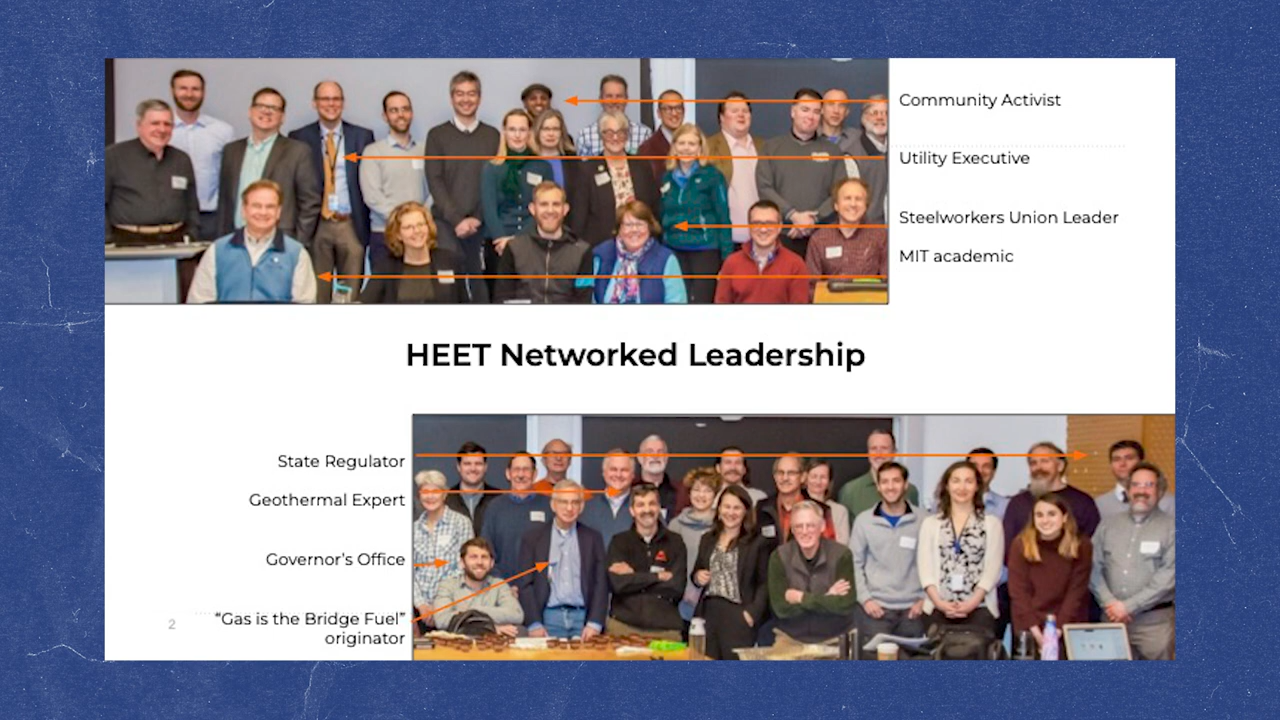 Community Activist
Utility Executive
Steelworkers Union Leader
MIT academic
HEET Networked Leadership
State Regulator
Geothermal Expert
Governor’s Office
“Gas is the Bridge Fuel”
originator
2